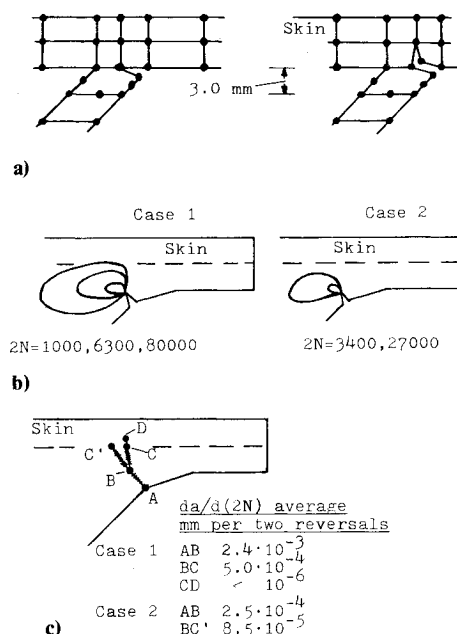 Skin
3.0 mm
a)
Case 1
Case 2
Skin
Skin
2N=1000,6300,80000
2N=3400,27000
b)
Skin
D
C'
C
B
A
da/d(2N) average
mm per two reversals
Case 1 AB 2.4·10⁻³
BC 5.0·10⁻⁴
CD ~ 10⁻⁶
Case 2 AB 2.5·10⁻⁴
BC' 8.5·10⁻⁵
c)